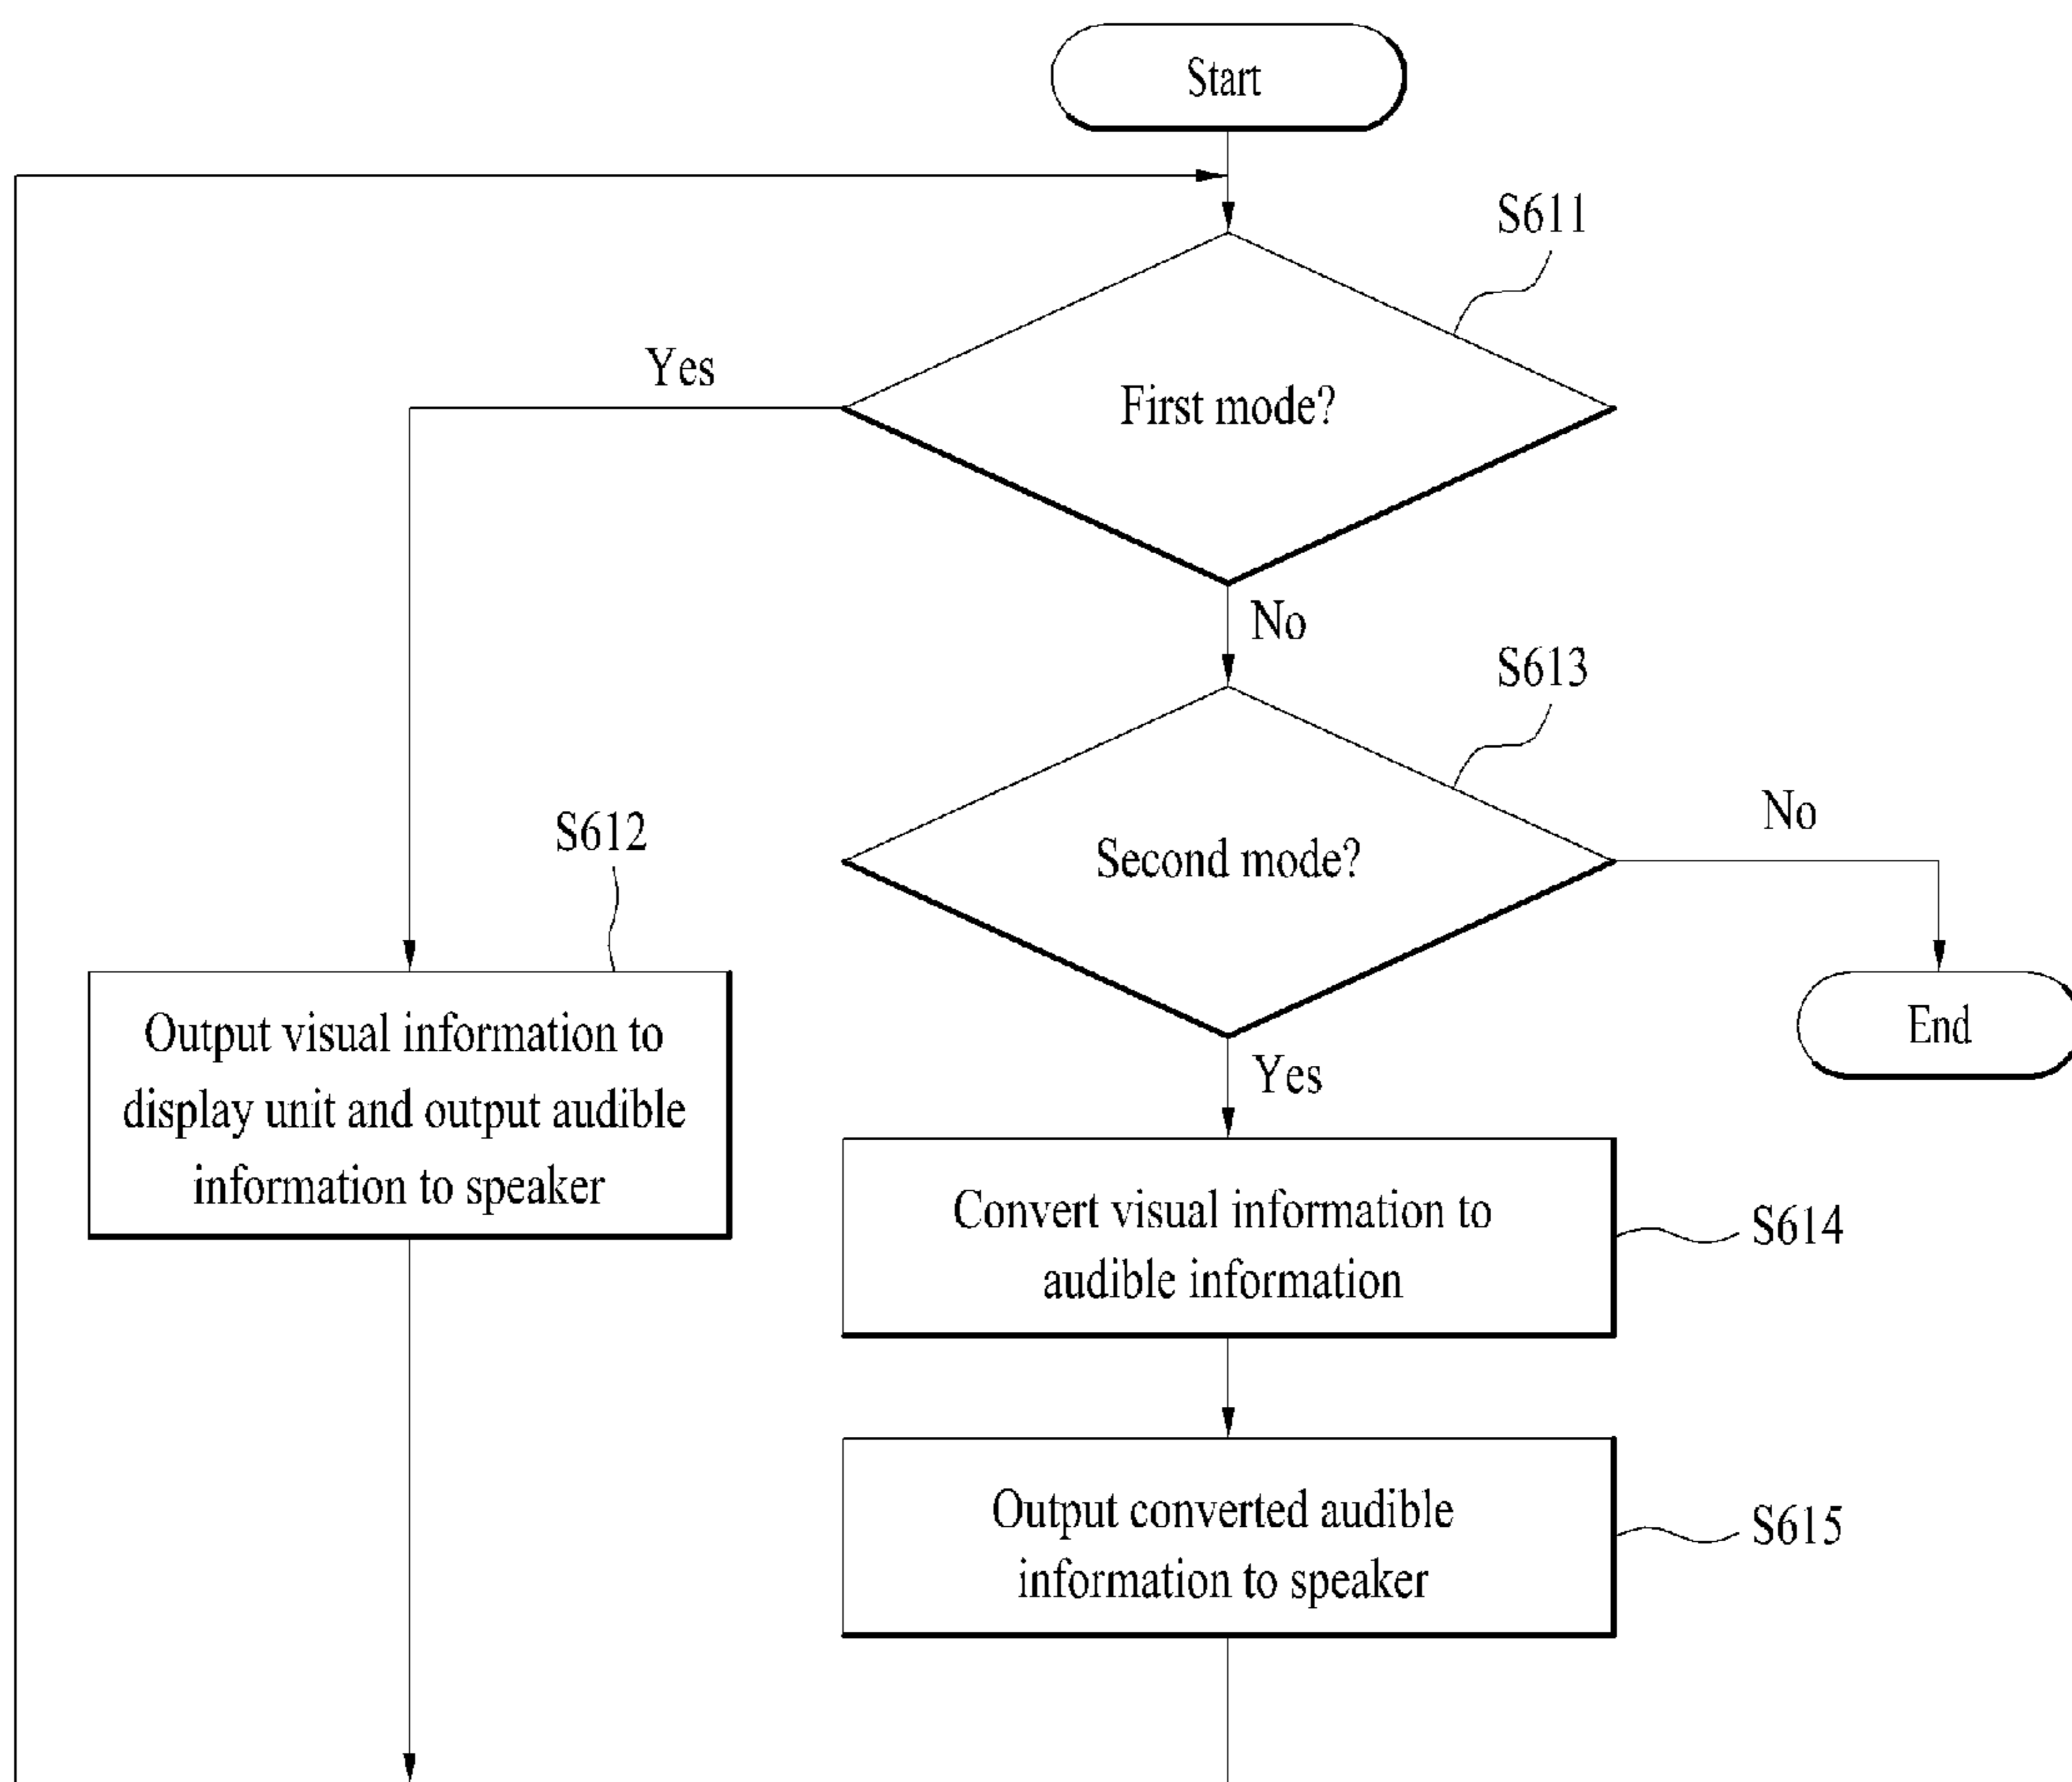 Start
S611
Yes
First mode?
No
S613
S612
Second mode?
No
Output visual information to
display unit and output audible
information to speaker
End
Yes
Convert visual information to
audible information
S614
Output converted audible
information to speaker
S615